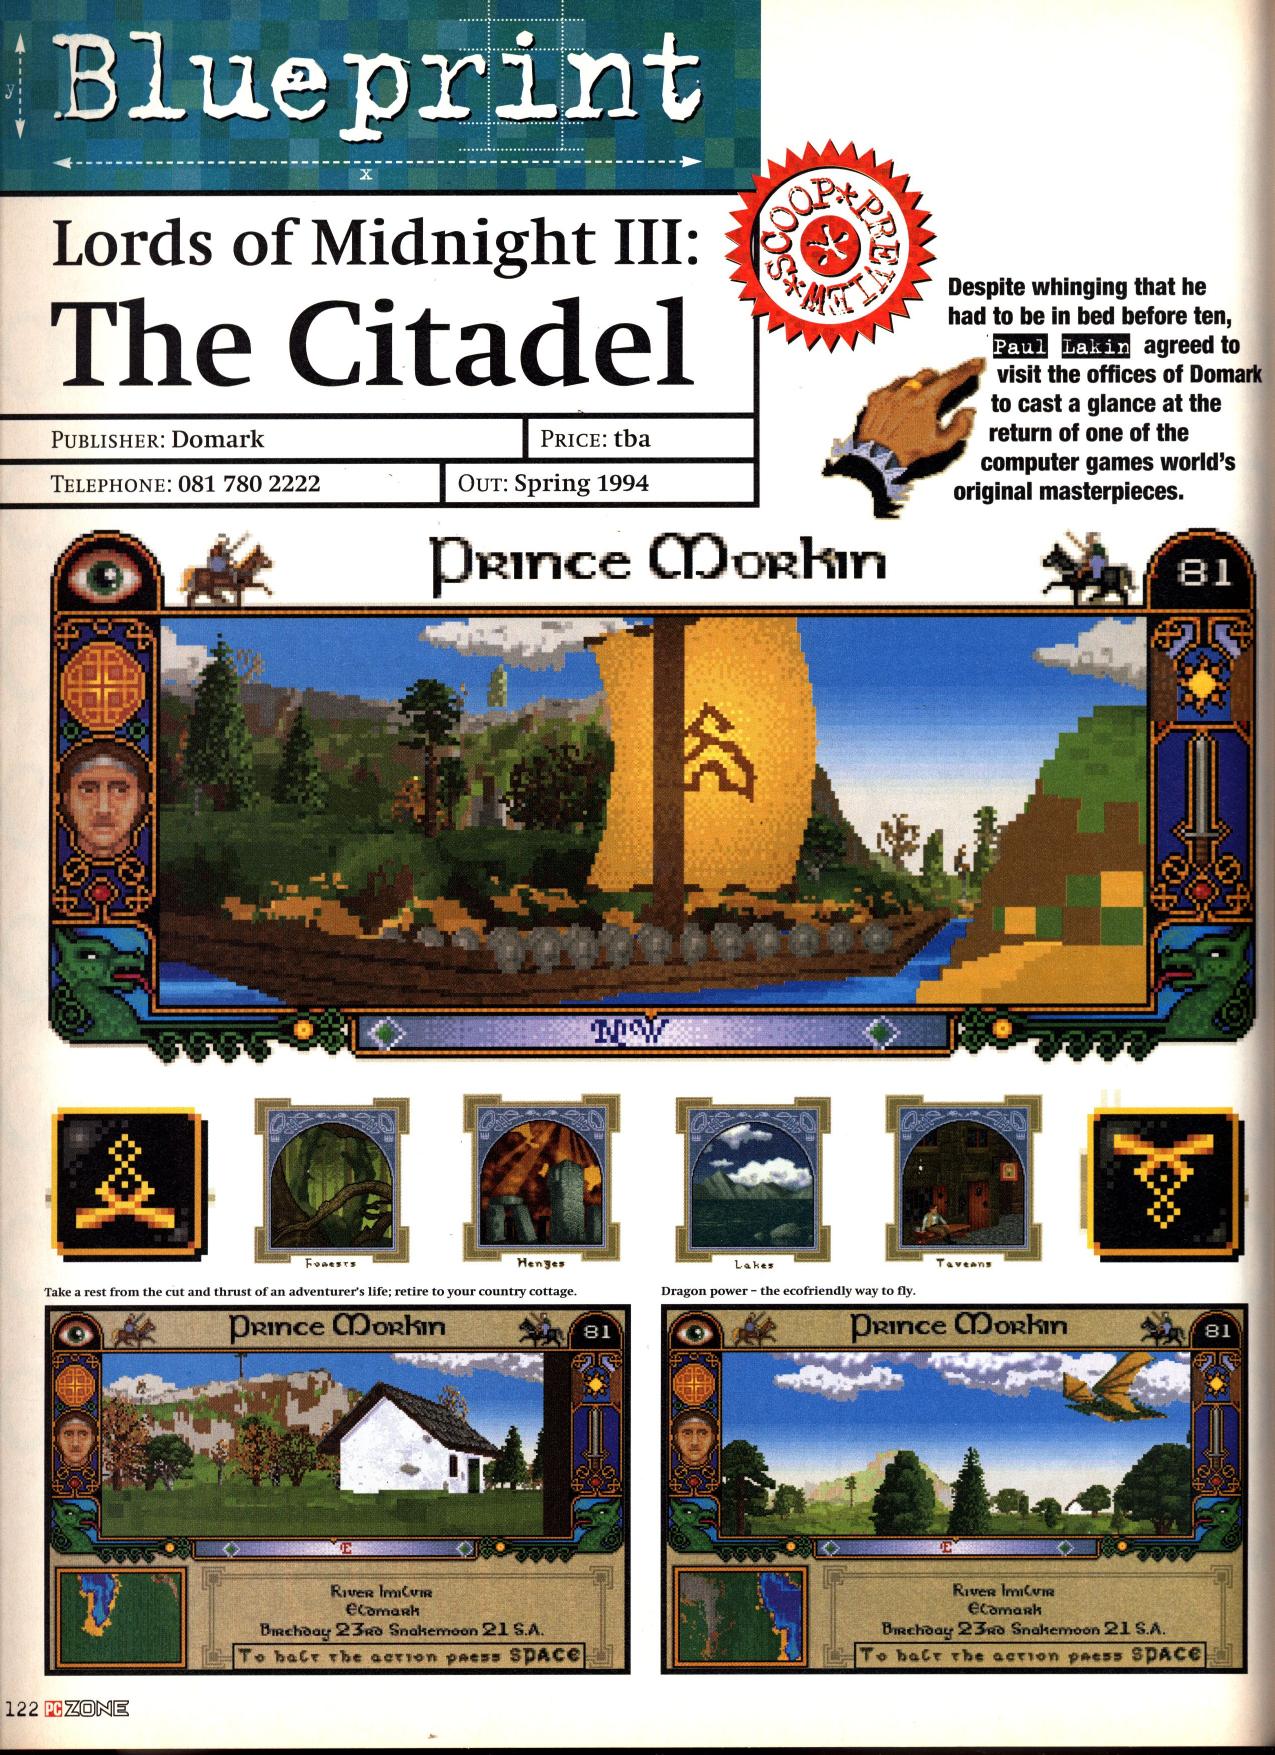 Blueprint
y
x
Lords of Midnight III:
The Citadel
PUBLISHER: Domark
PRICE: tba
TELEPHONE: 081 780 2222
OUT: Spring 1994
SCOOP*PREVIEW*
Despite whinging that he
had to be in bed before ten,
Paul Lakin agreed to
visit the offices of Domark
to cast a glance at the
return of one of the
computer games world's
original masterpieces.
Prince Morkin
81
NW
Forests
Henges
Lakes
Taverns
Take a rest from the cut and thrust of an adventurer's life; retire to your country cottage.
Prince Morkin
81
E
River Imilvir
Eldmark
Birthday 23rd Snakemoon 21 S.A.
To halt the action press SPACE
Dragon power – the ecofriendly way to fly.
Prince Morkin
81
E
River Imilvir
Eldmark
Birthday 23rd Snakemoon 21 S.A.
To halt the action press SPACE
122 PC ZONE